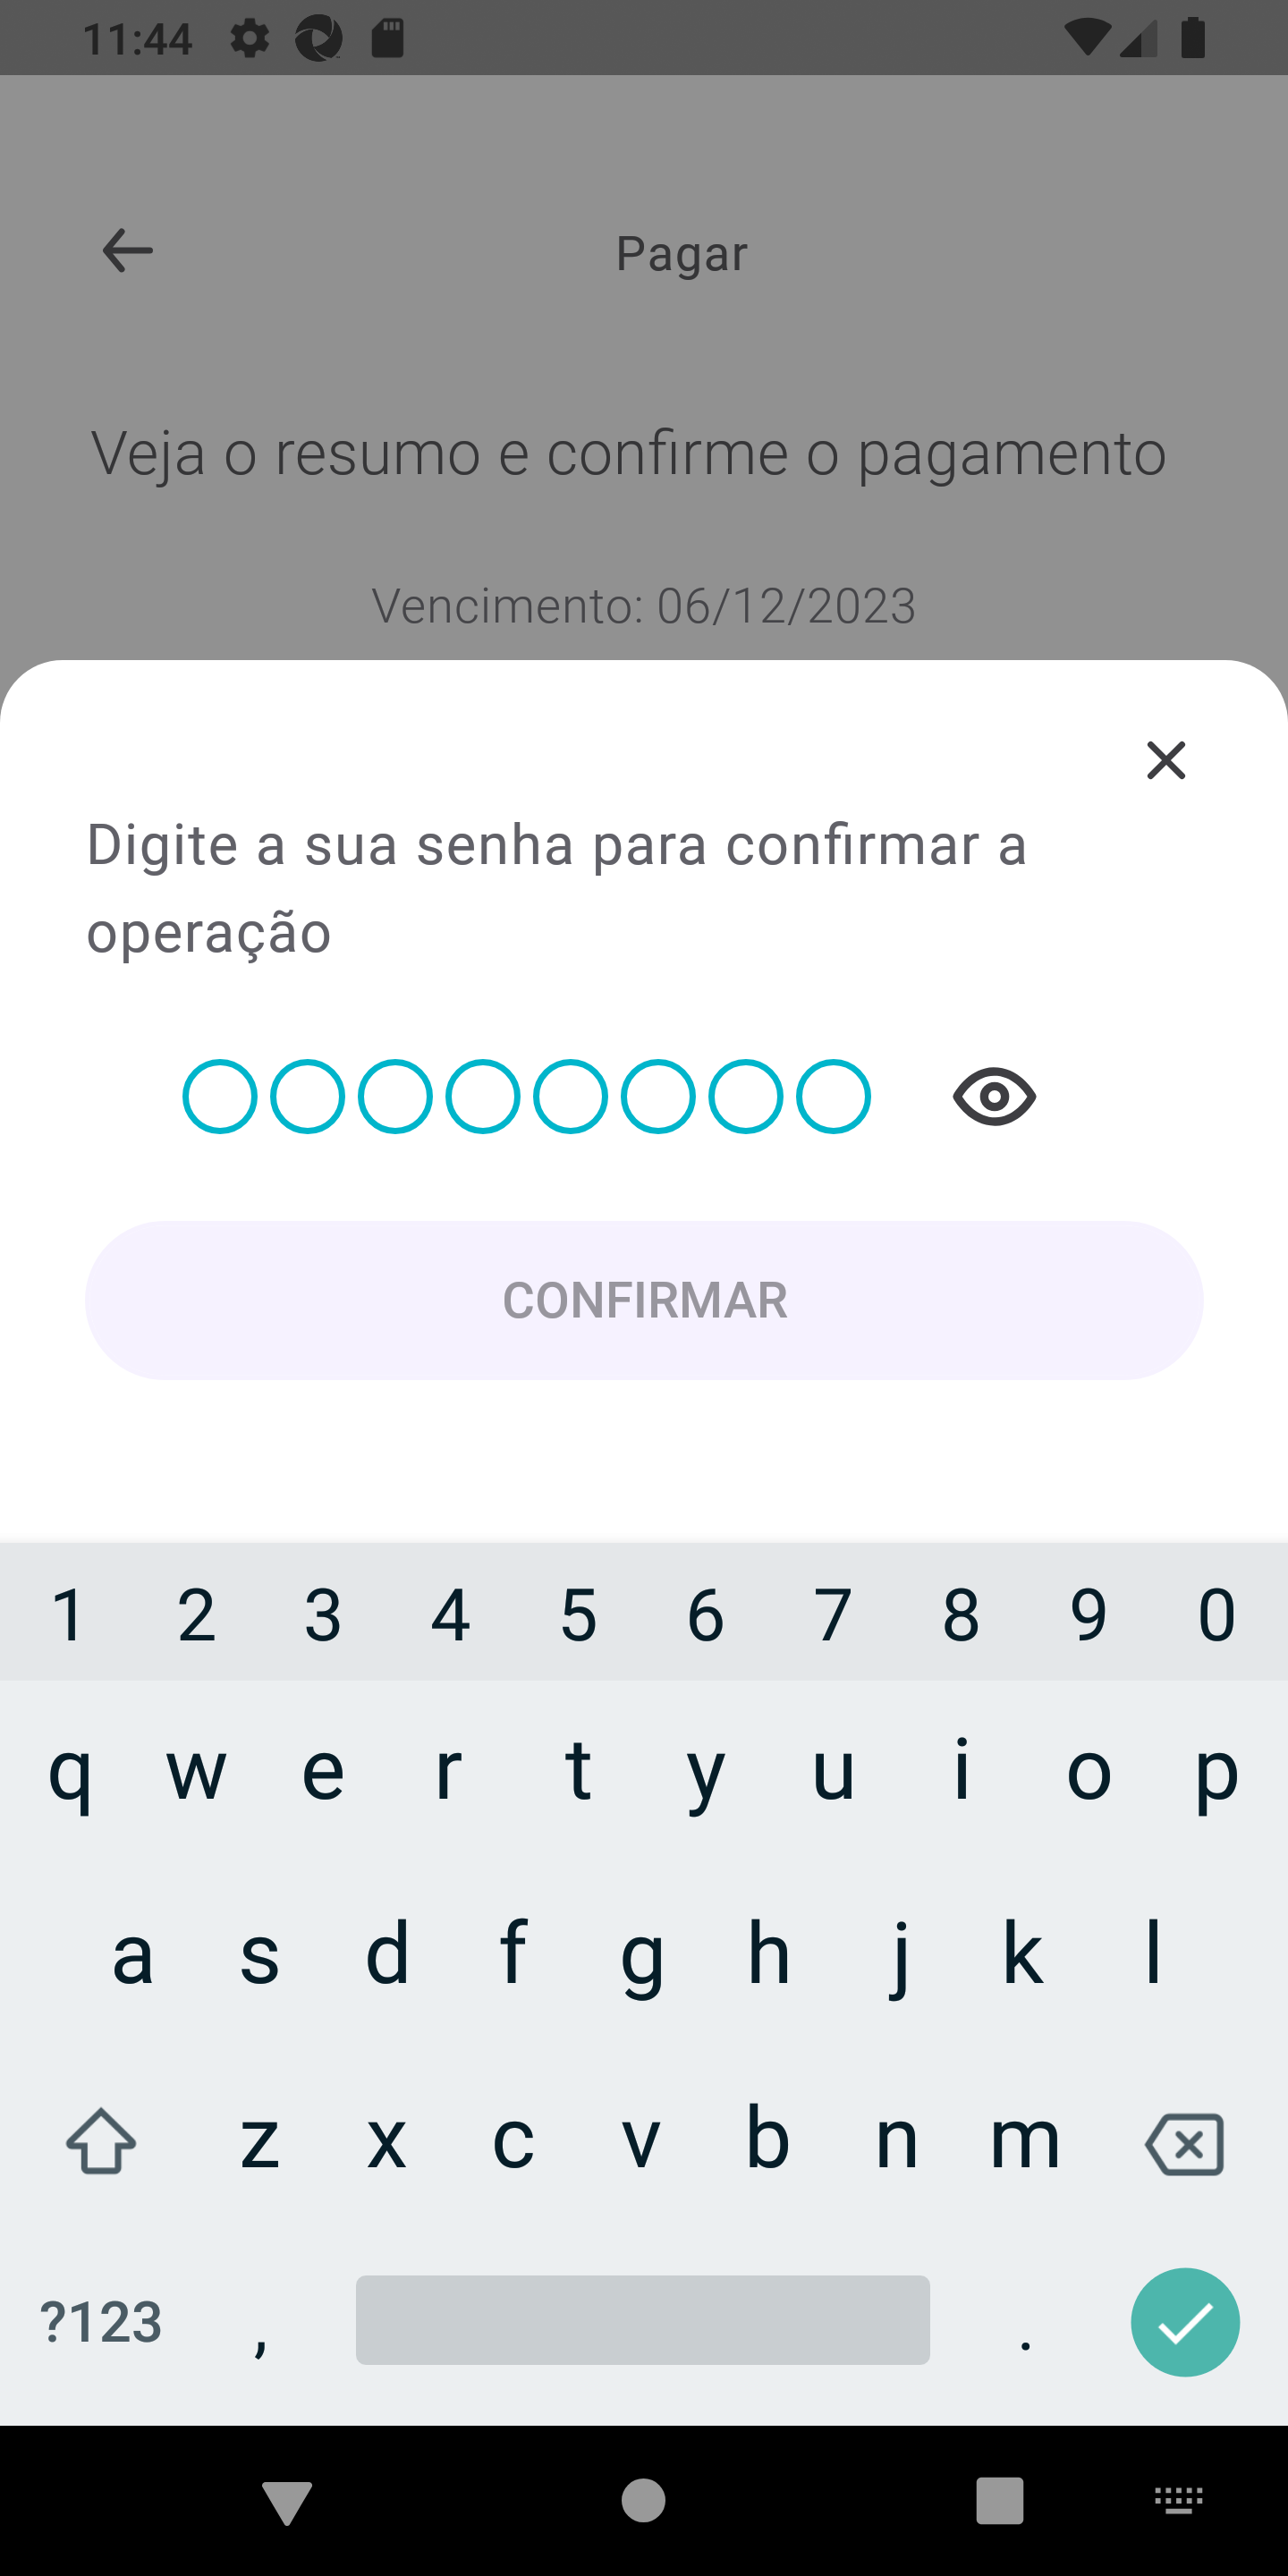 11:44
Pagar
Veja o resumo e confirme o pagamento
Vencimento: 06/12/2023
Digite a sua senha para confirmar a
operação
CONFIRMAR
1 2 3 4 5 6 7 8 9 0
q w e r t y u i o p
a s d f g h j k l
z x c v b n m
?123 , .